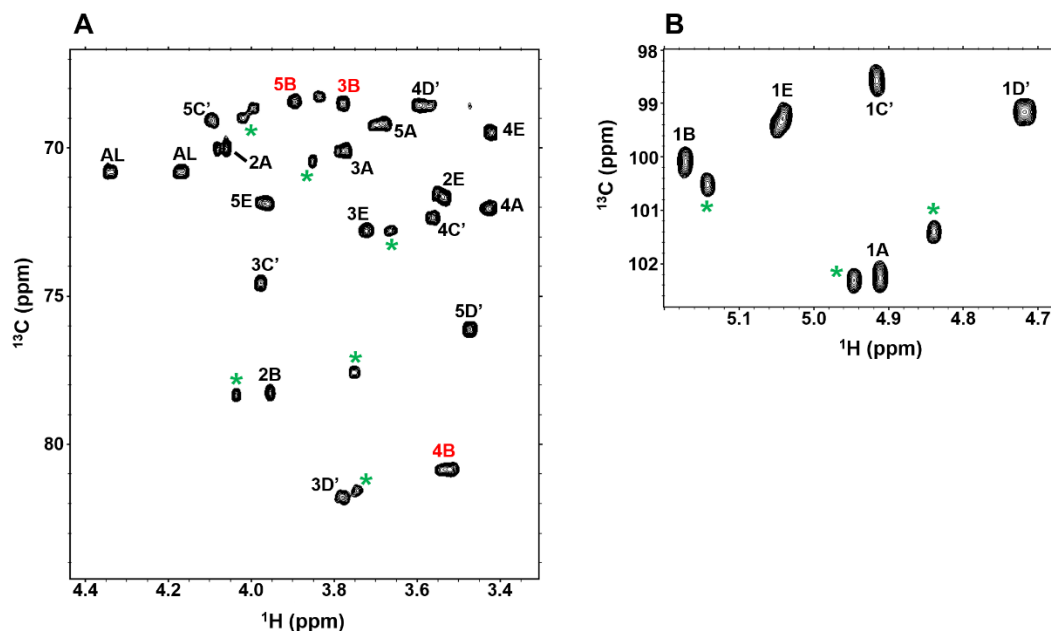 A
5B
3B
4D’
5C’
*
5A
4E
AL
AL
2A
*
3A
2E
5E
3E
4C’
4A
*
3C’
5D’
*
*
2B
4B
*
3D’
70
75
80
¹³C (ppm)
4.4
4.2
4.0
3.8
3.6
3.4
¹H (ppm)
B
98
99
100
101
102
¹³C (ppm)
1E
1C’
1D’
1B
*
*
*
1A
5.1
5.0
4.9
4.8
4.7
¹H (ppm)